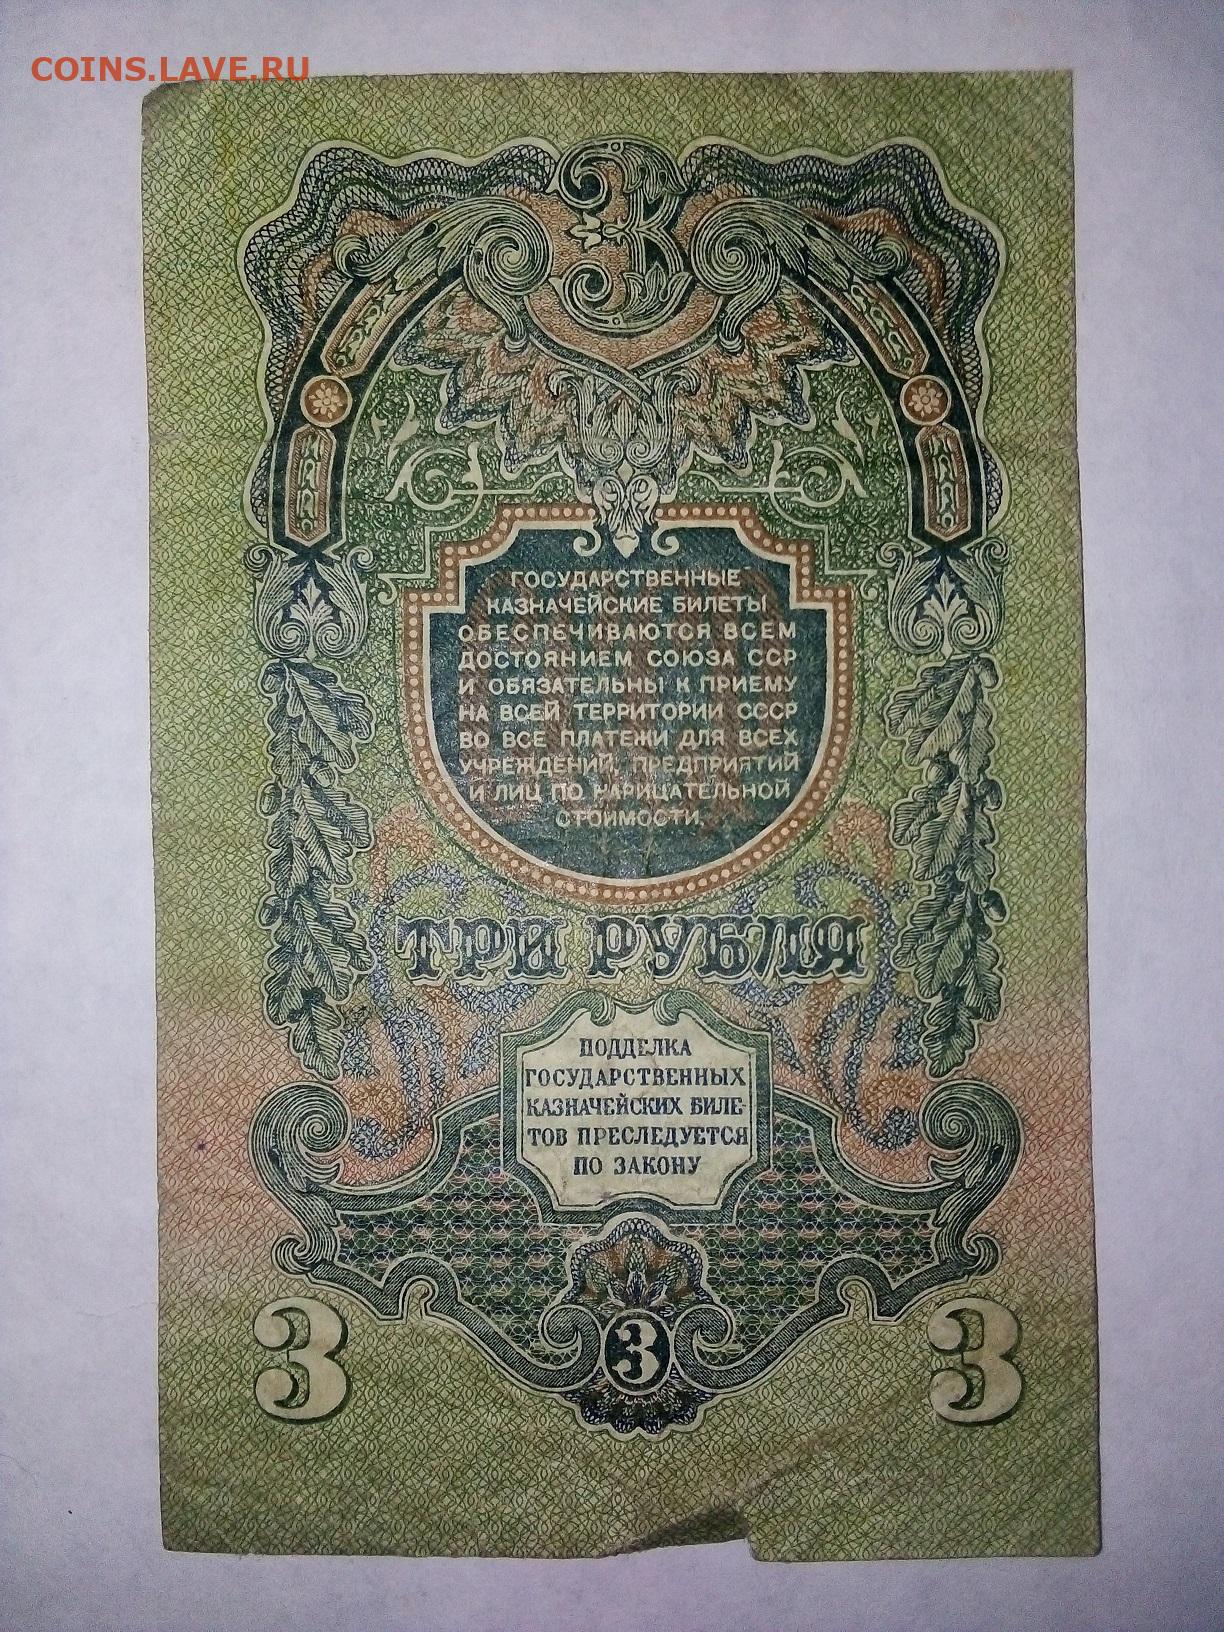 COINS.LAVE.RU
3К
ГОСУДАРСТВЕННЫЕ
КАЗНАЧЕЙСКИЕ БИЛЕТЫ
ОБЕСПЕЧИВАЮТСЯ ВСЕМ
ДОСТОЯНИЕМ СОЮЗА ССР
И ОБЯЗАТЕЛЬНЫ К ПРИЕМУ
НА ВСЕЙ ТЕРРИТОРИИ СССР
ВО ВСЕ ПЛАТЕЖИ ДЛЯ ВСЕХ
УЧРЕЖДЕНИЙ, ПРЕДПРИЯТИЙ
И ЛИЦ ПО НАРИЦАТЕЛЬНОЙ
СТОИМОСТИ.
ТРИ РУБЛЯ
ПОДДЕЛКА
ГОСУДАРСТВЕННЫХ
КАЗНАЧЕЙСКИХ БИЛЕ-
ТОВ ПРЕСЛЕДУЕТСЯ
ПО ЗАКОНУ
3 3 3